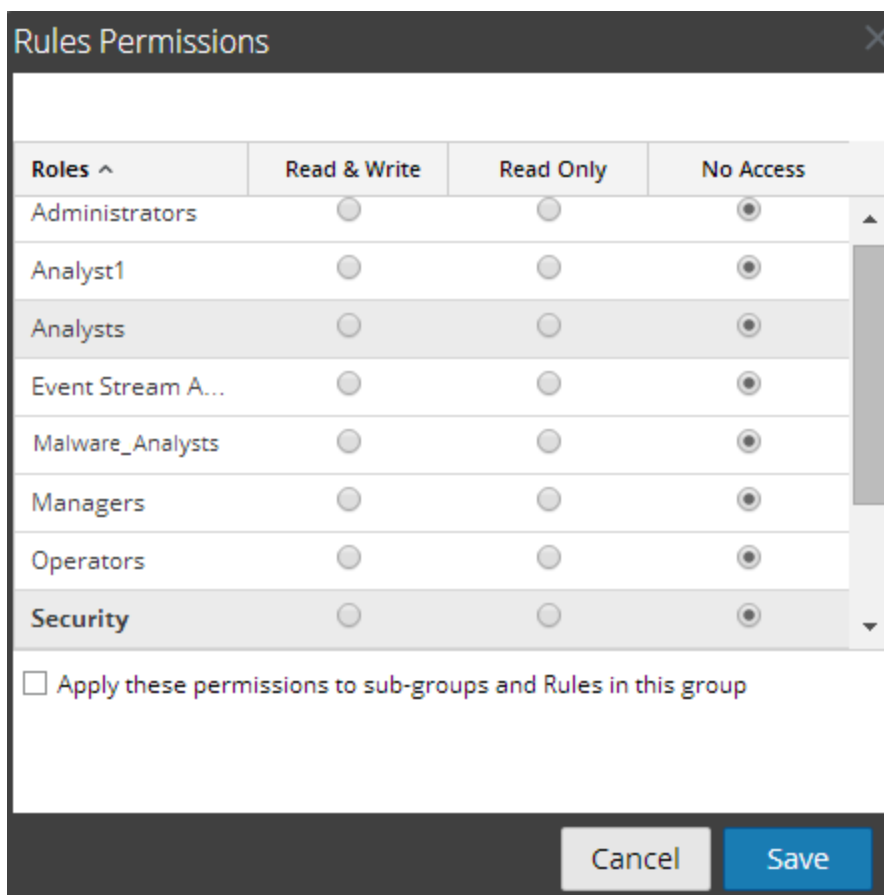 Rules Permissions
Roles Read & Write Read Only No Access
Administrators
Analyst1
Analysts
Event Stream A...
Malware_Analysts
Managers
Operators
Security
Apply these permissions to sub-groups and Rules in this group
Cancel Save